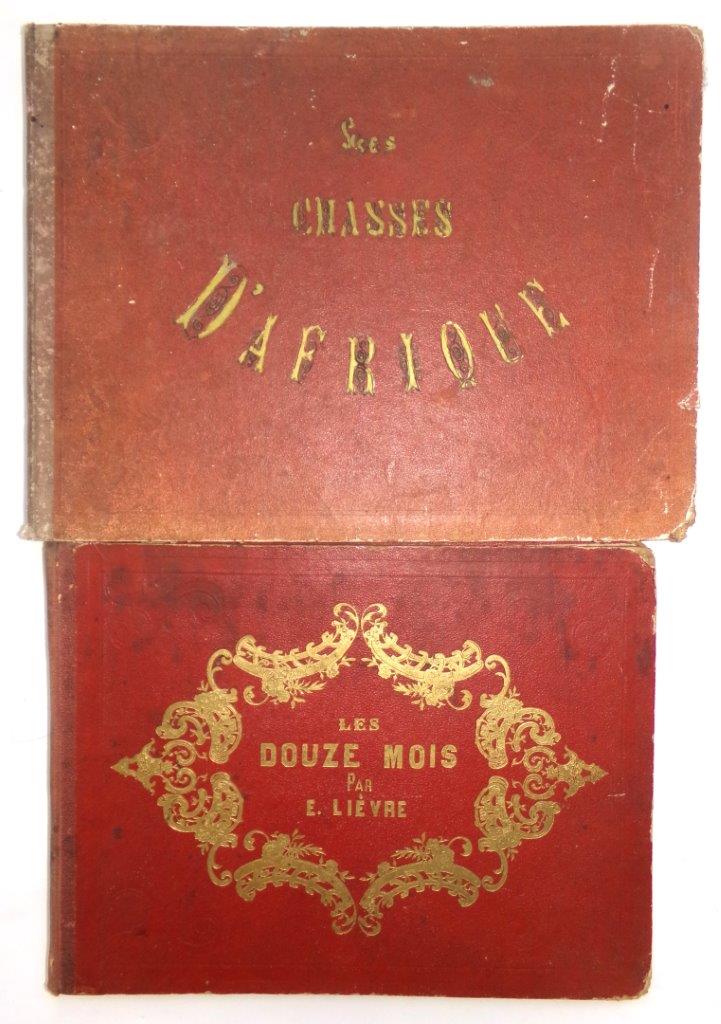 Les
CHASSES
D'AFRIQUE
LES
DOUZE MOIS
PAR
E. LIÈVRE